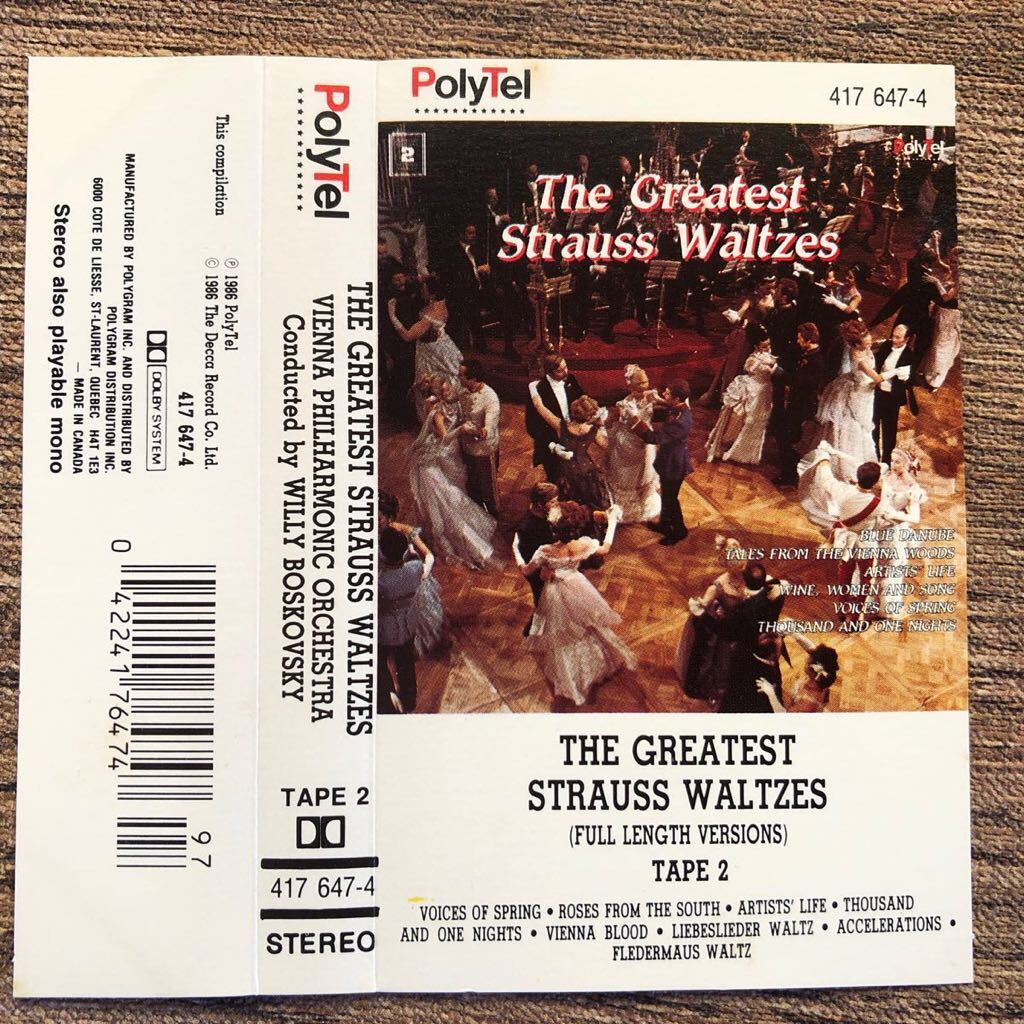 PolyTel
417 647-4
2
PolyTel
The Greatest
Strauss Waltzes
BLUE DANUBE
TALES FROM THE VIENNA WOODS
ARTISTS' LIFE
WINE, WOMEN AND SONG
VOICES OF SPRING
THOUSAND AND ONE NIGHTS
THE GREATEST
STRAUSS WALTZES
(FULL LENGTH VERSIONS)
TAPE 2
VOICES OF SPRING • ROSES FROM THE SOUTH • ARTISTS' LIFE • THOUSAND
AND ONE NIGHTS • VIENNA BLOOD • LIEBESLIEDER WALTZ • ACCELERATIONS •
FLEDERMAUS WALTZ
PolyTel
THE GREATEST STRAUSS WALTZES
VIENNA PHILHARMONIC ORCHESTRA
Conducted by WILLY BOSKOVSKY
TAPE 2
417 647-4
STEREO
This compilation
℗ 1986 PolyTel
© 1986 The Decca Record Co. Ltd.
417 647-4
DOLBY SYSTEM
MANUFACTURED BY POLYGRAM INC. AND DISTRIBUTED BY
POLYGRAM DISTRIBUTION INC.
6000 COTE DE LIESSE, ST-LAURENT, QUEBEC H4T 1E3
— MADE IN CANADA
Stereo also playable mono
0 42241 76474 97